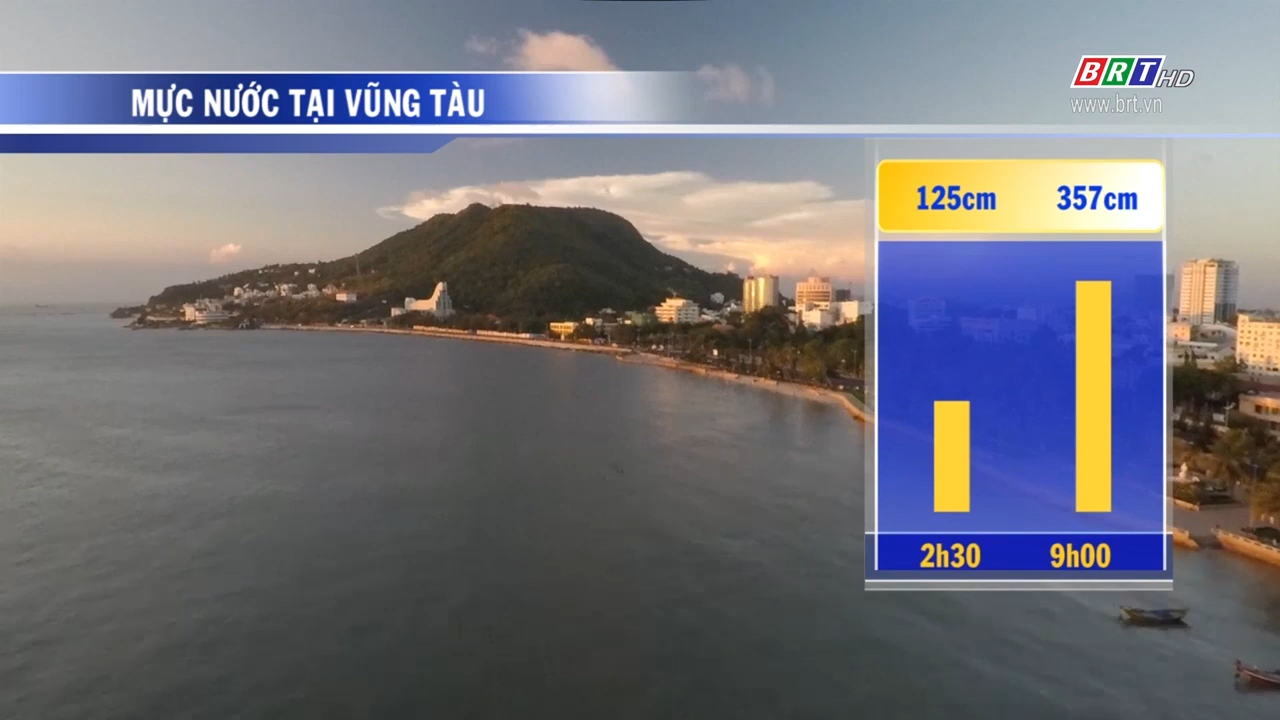 MỰC NƯỚC TẠI VŨNG TÀU
BRT HD
www.brt.vn
125cm 357cm
2h30 9h00